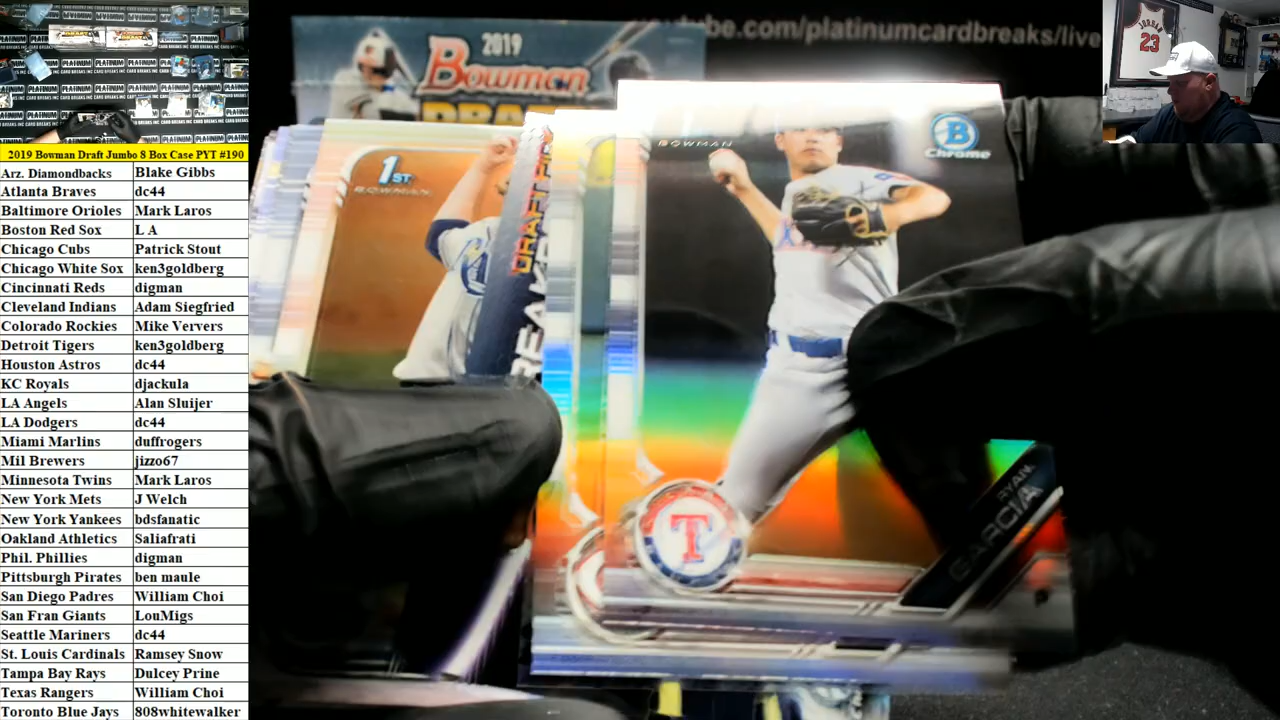 2019 Bowman Draft Jumbo 8 Box Case PYT #190
Arz. Diamondbacks Blake Gibbs
Atlanta Braves dc44
Baltimore Orioles Mark Laros
Boston Red Sox L A
Chicago Cubs Patrick Stout
Chicago White Sox ken3goldberg
Cincinnati Reds digman
Cleveland Indians Adam Siegfried
Colorado Rockies Mike Ververs
Detroit Tigers ken3goldberg
Houston Astros dc44
KC Royals djackula
LA Angels Alan Sluijer
LA Dodgers dc44
Miami Marlins duffrogers
Mil Brewers jizzo67
Minnesota Twins Mark Laros
New York Mets J Welch
New York Yankees bdsfanatic
Oakland Athletics Saliafrati
Phil. Phillies digman
Pittsburgh Pirates ben maule
San Diego Padres William Choi
San Fran Giants LouMigs
Seattle Mariners dc44
St. Louis Cardinals Ramsey Snow
Tampa Bay Rays Dulcey Prine
Texas Rangers William Choi
Toronto Blue Jays 808whitewalker
2019
Bowman
DRAFT
tube.com/platinumcardbreaks/live
1ST
BOWMAN
BOWMAN
B
Chrome
T
RYAN
GARCIA
JORDAN
23